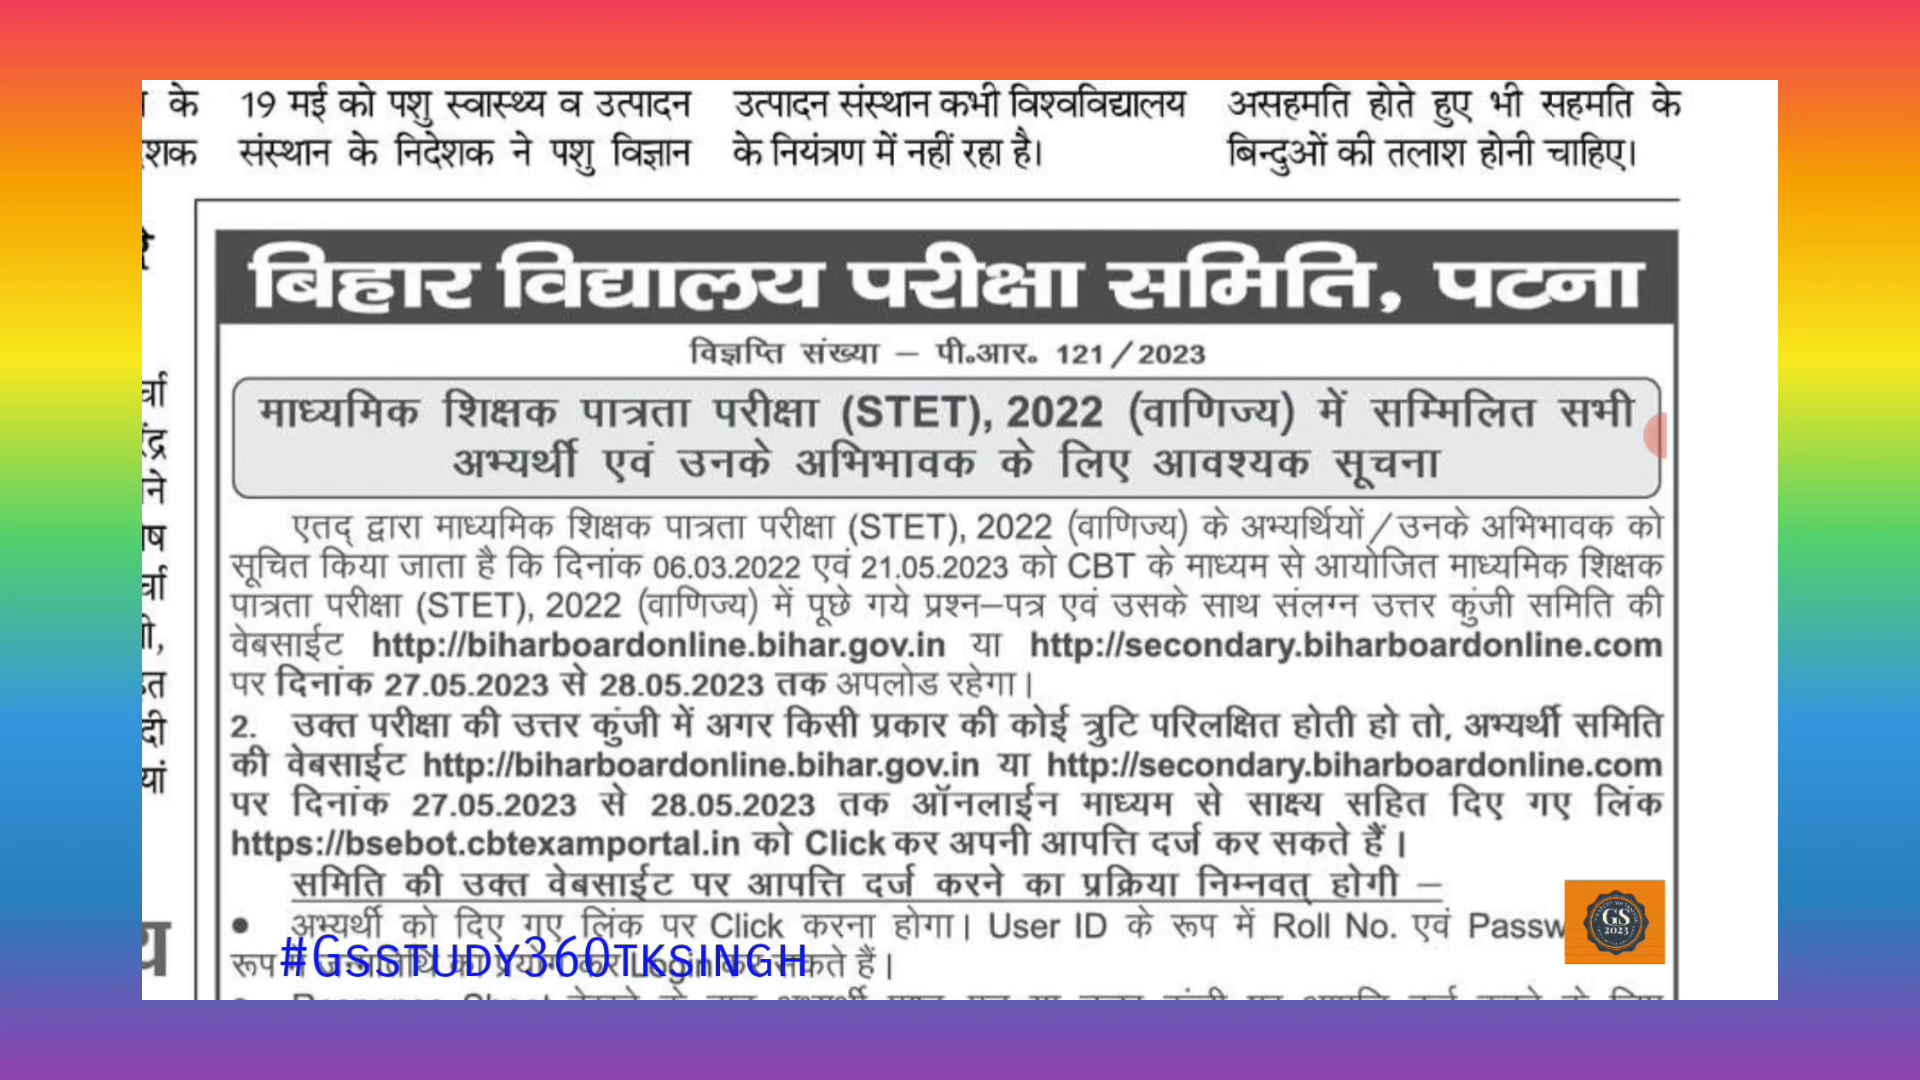 के
19 मई को पशु स्वास्थ्य व उत्पादन
संस्थान के निदेशक ने पशु विज्ञान
उत्पादन संस्थान कभी विश्वविद्यालय
के नियंत्रण में नहीं रहा है।
असहमति होते हुए भी सहमति के
बिन्दुओं की तलाश होनी चाहिए।
बिहार विद्यालय परीक्षा समिति, पटना
विज्ञप्ति संख्या – पी॰आर॰ 121/2023
माध्यमिक शिक्षक पात्रता परीक्षा (STET), 2022 (वाणिज्य) में सम्मिलित सभी
अभ्यर्थी एवं उनके अभिभावक के लिए आवश्यक सूचना
एतद् द्वारा माध्यमिक शिक्षक पात्रता परीक्षा (STET), 2022 (वाणिज्य) के अभ्यर्थियों/उनके अभिभावक को
सूचित किया जाता है कि दिनांक 06.03.2022 एवं 21.05.2023 को CBT के माध्यम से आयोजित माध्यमिक शिक्षक
पात्रता परीक्षा (STET), 2022 (वाणिज्य) में पूछे गये प्रश्न–पत्र एवं उसके साथ संलग्न उत्तर कुंजी समिति की
वेबसाईट http://biharboardonline.bihar.gov.in या http://secondary.biharboardonline.com
पर दिनांक 27.05.2023 से 28.05.2023 तक अपलोड रहेगा।
2. उक्त परीक्षा की उत्तर कुंजी में अगर किसी प्रकार की कोई त्रुटि परिलक्षित होती हो तो, अभ्यर्थी समिति
की वेबसाईट http://biharboardonline.bihar.gov.in या http://secondary.biharboardonline.com
पर दिनांक 27.05.2023 से 28.05.2023 तक ऑनलाईन माध्यम से साक्ष्य सहित दिए गए लिंक
https://bsebot.cbtexamportal.in को Click कर अपनी आपत्ति दर्ज कर सकते हैं।
समिति की उक्त वेबसाईट पर आपत्ति दर्ज करने का प्रक्रिया निम्नवत् होगी –
• अभ्यर्थी को दिए गए लिंक पर Click करना होगा। User ID के रूप में Roll No. एवं Passw
रूप में जन्मतिथि का प्रयोग कर Login कर सकते हैं।
#GSSTUDY360TKSINGH
GS
2023